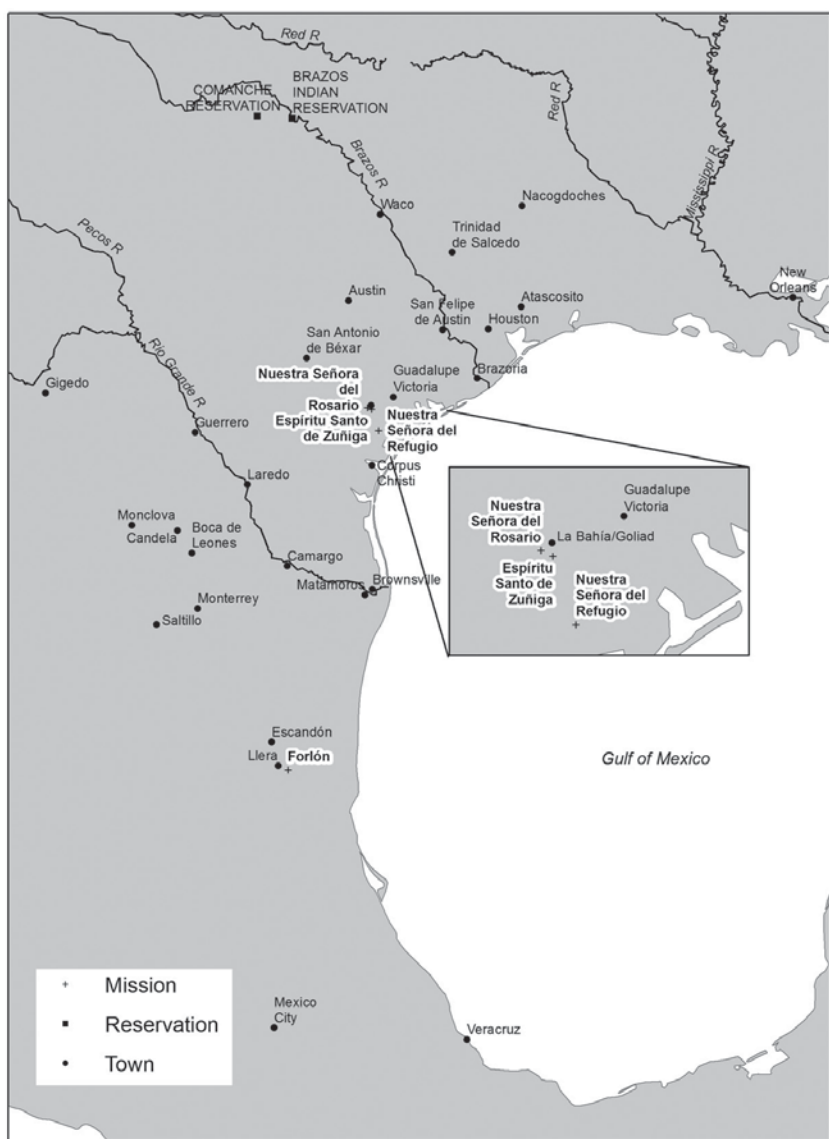 Red R
COMANCHE
RESERVATION
BRAZOS
INDIAN
RESERVATION
Red R
Brazos R
Mississippi R
Waco
Nacogdoches
Trinidad
de Salcedo
Pecos R
New
Orleans
Austin
San Felipe
de Austin
Atascosito
Houston
San Antonio
de Béxar
Rio Grande R
Nuestra Señora
del
Rosario
Guadalupe
Victoria
Brazoria
Gigedo
Espíritu Santo
de Zuñiga
Nuestra
Señora del
Refugio
Guerrero
Corpus
Christi
Laredo
Monclova
Candela
Boca de
Leones
Camargo
Matamoros
Brownsville
Monterrey
Saltillo
Guadalupe
Victoria
Nuestra
Señora del
Rosario
La Bahía/Goliad
Espíritu
Santo de
Zuñiga
Nuestra
Señora del
Refugio
Escandón
Llera
Forlón
Gulf of Mexico
Mission
Reservation
Town
Mexico
City
Veracruz